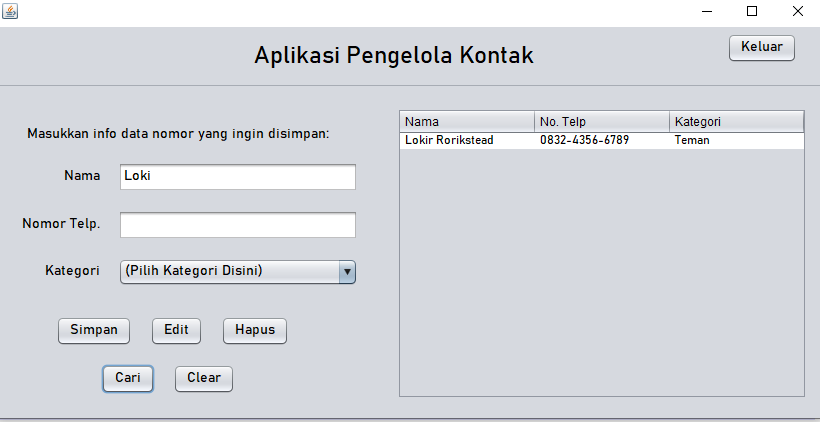 Aplikasi Pengelola Kontak
Keluar
Masukkan info data nomor yang ingin disimpan:
Nama
Loki
Nomor Telp.
Kategori
(Pilih Kategori Disini)
Simpan
Edit
Hapus
Cari
Clear
Nama No. Telp Kategori
Lokir Rorikstead 0832-4356-6789 Teman